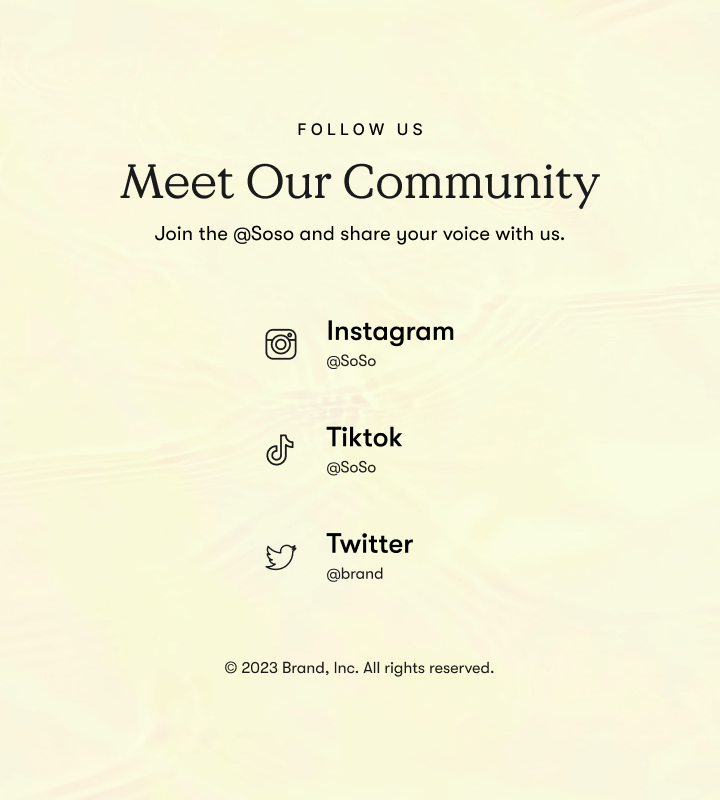 FOLLOW US
Meet Our Community
Join the @Soso and share your voice with us.
Instagram
@SoSo
Tiktok
@SoSo
Twitter
@brand
© 2023 Brand, Inc. All rights reserved.